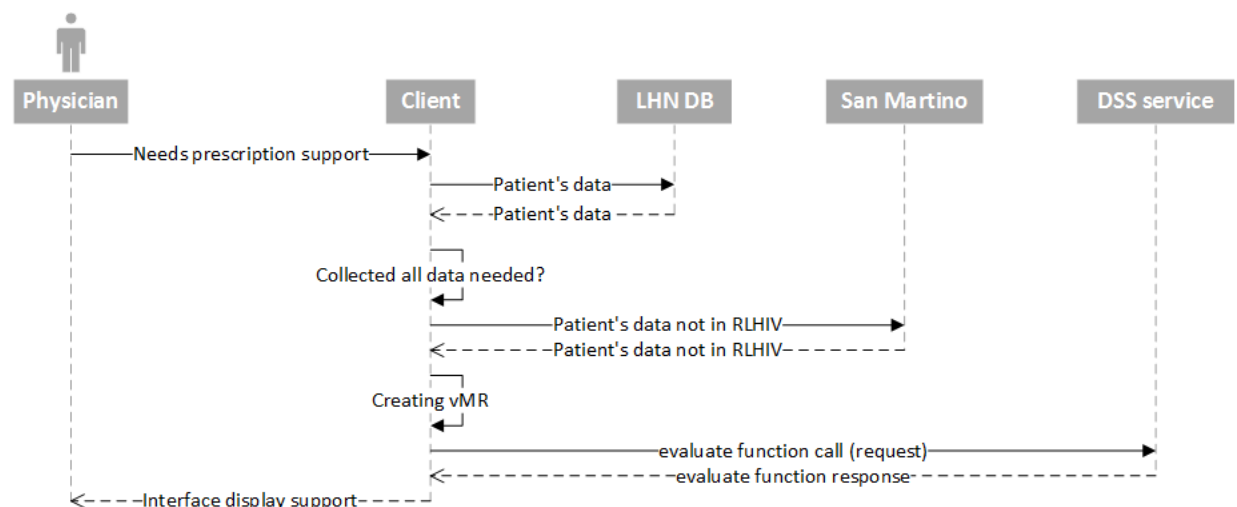 Physician
Client
LHN DB
San Martino
DSS service
Needs prescription support
Patient's data
Patient's data
Collected all data needed?
Patient's data not in RLHIV
Patient's data not in RLHIV
Creating vMR
evaluate function call (request)
evaluate function response
Interface display support